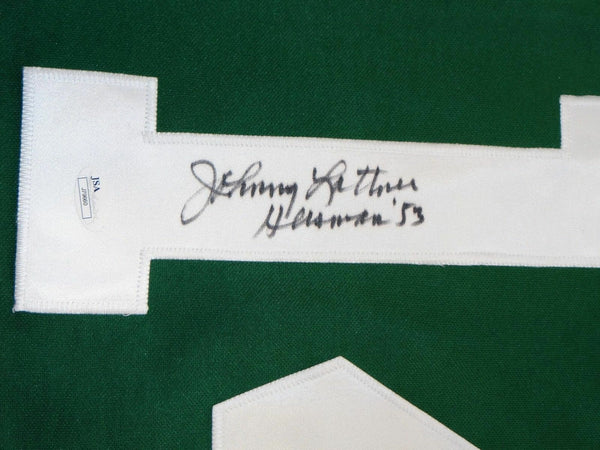 Johnny Lattner
Heisman '53
JSA